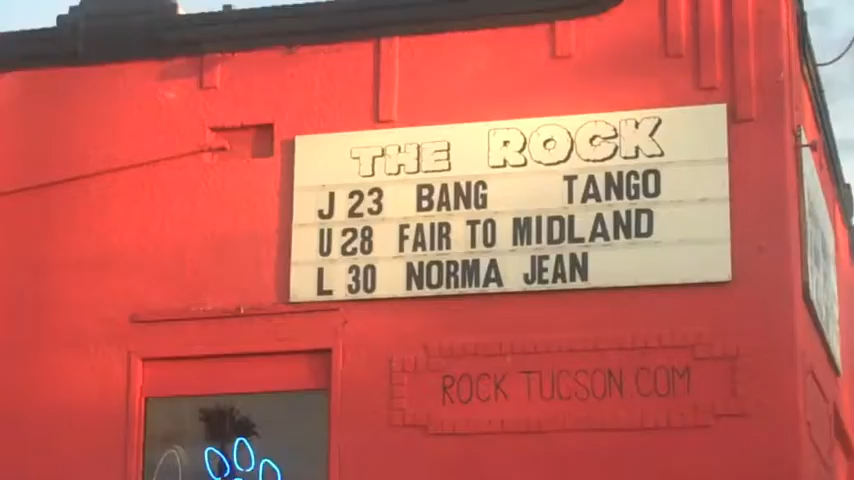 THE ROCK
J 23 BANG TANGO
U 28 FAIR TO MIDLAND
L 30 NORMA JEAN
ROCK TUCSON COM